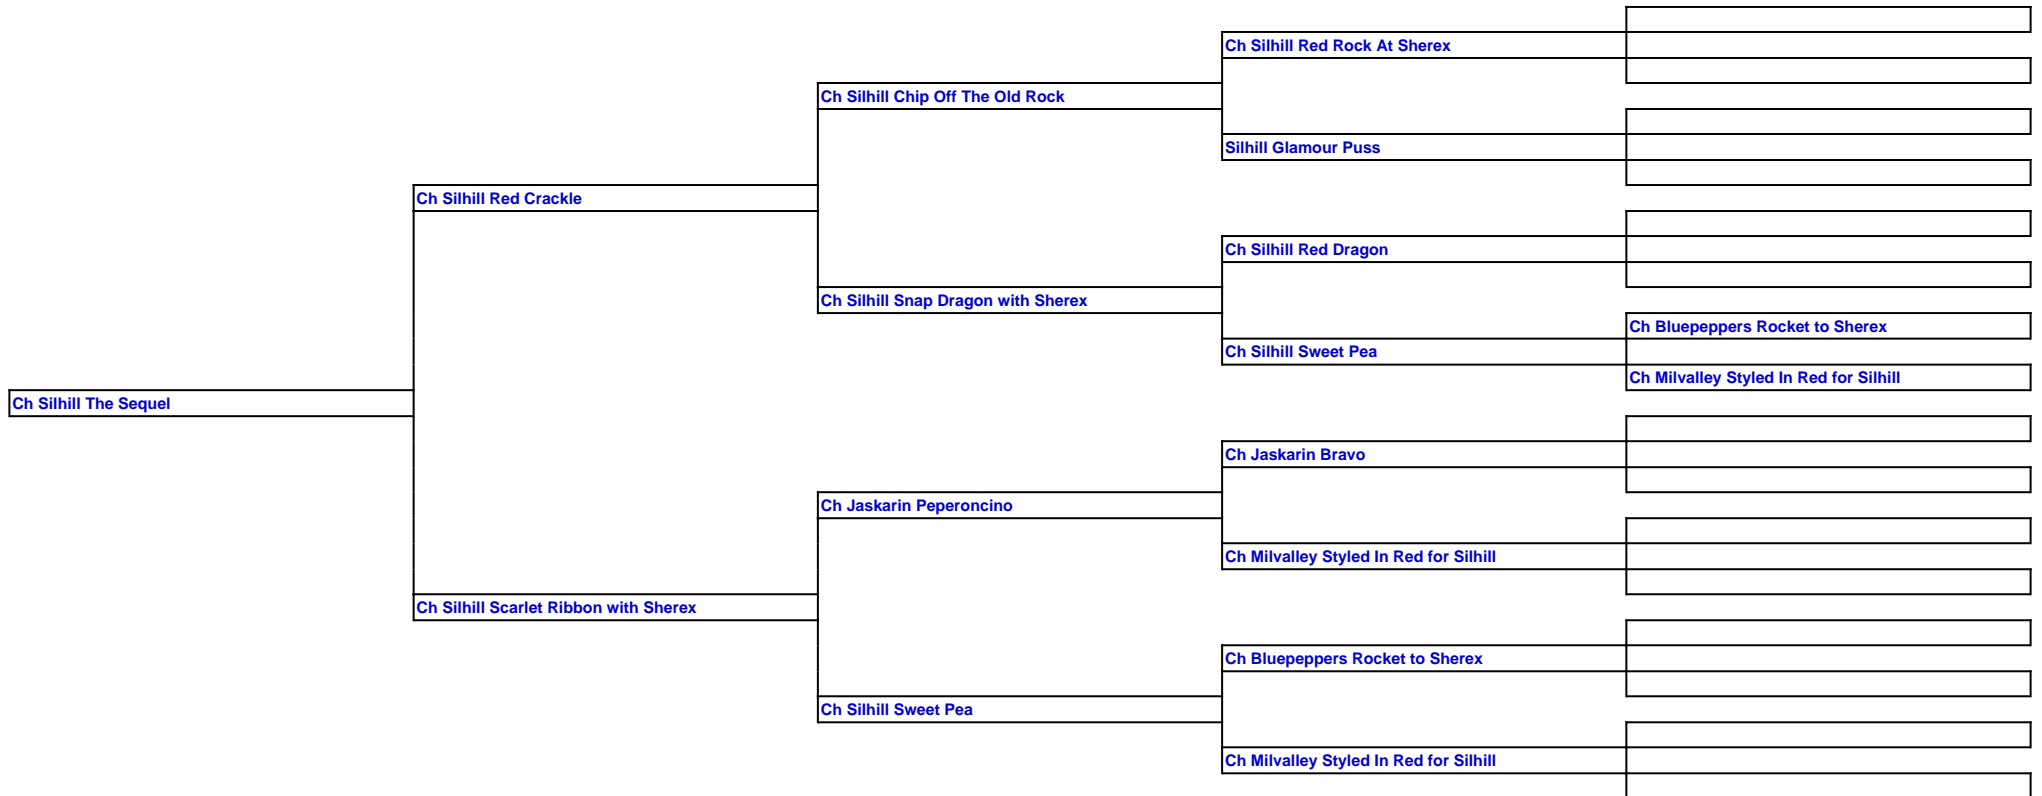 Ch Silhill Red Rock At Sherex
Ch Silhill Chip Off The Old Rock
Silhill Glamour Puss
Ch Silhill Red Crackle
Ch Silhill Red Dragon
Ch Silhill Snap Dragon with Sherex
Ch Bluepeppers Rocket to Sherex
Ch Silhill Sweet Pea
Ch Milvalley Styled In Red for Silhill
Ch Silhill The Sequel
Ch Jaskarin Bravo
Ch Jaskarin Peperoncino
Ch Milvalley Styled In Red for Silhill
Ch Silhill Scarlet Ribbon with Sherex
Ch Bluepeppers Rocket to Sherex
Ch Silhill Sweet Pea
Ch Milvalley Styled In Red for Silhill